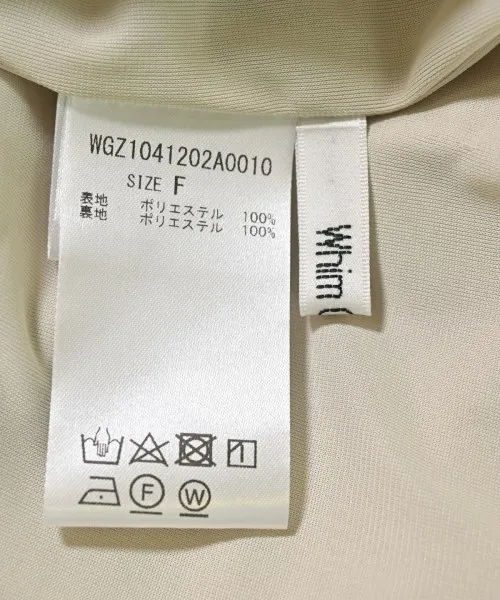 WGZ1041202A0010
SIZE F
表地 ポリエステル 100%
裏地 ポリエステル 100%
Whim
F
W